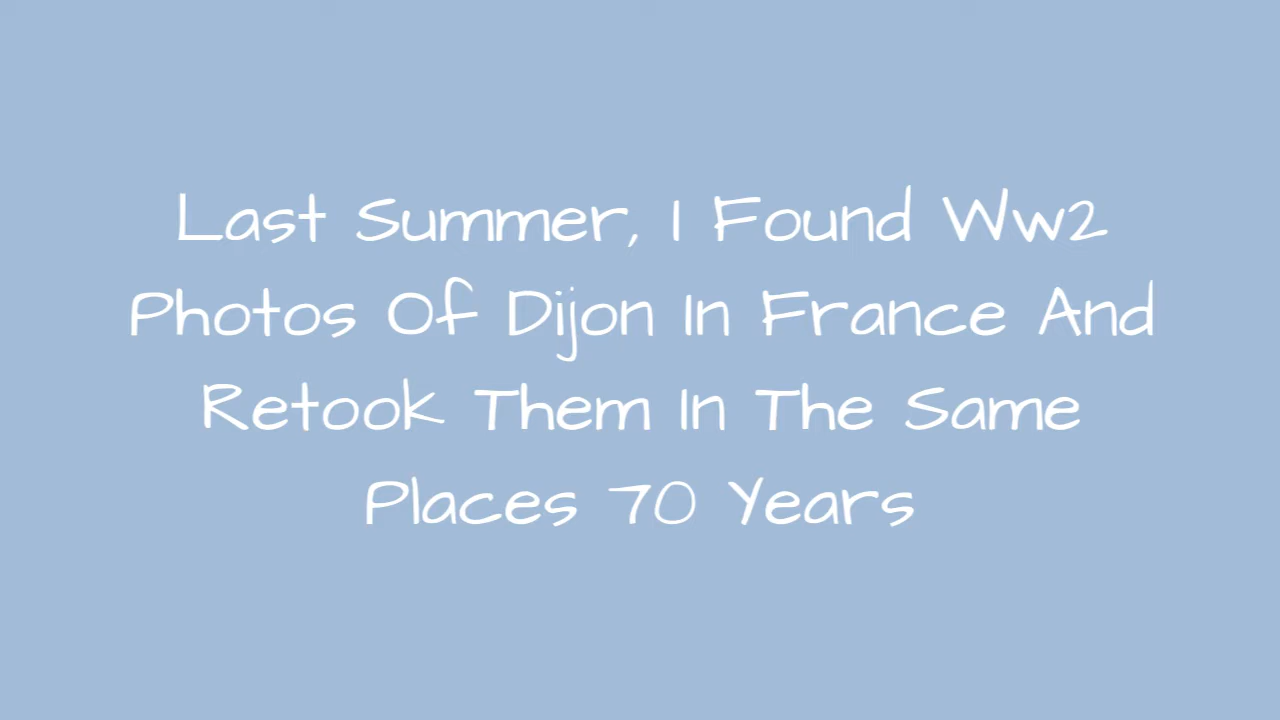 Last Summer, I Found Ww2
Photos Of Dijon In France And
Retook Them In The Same
Places 70 Years